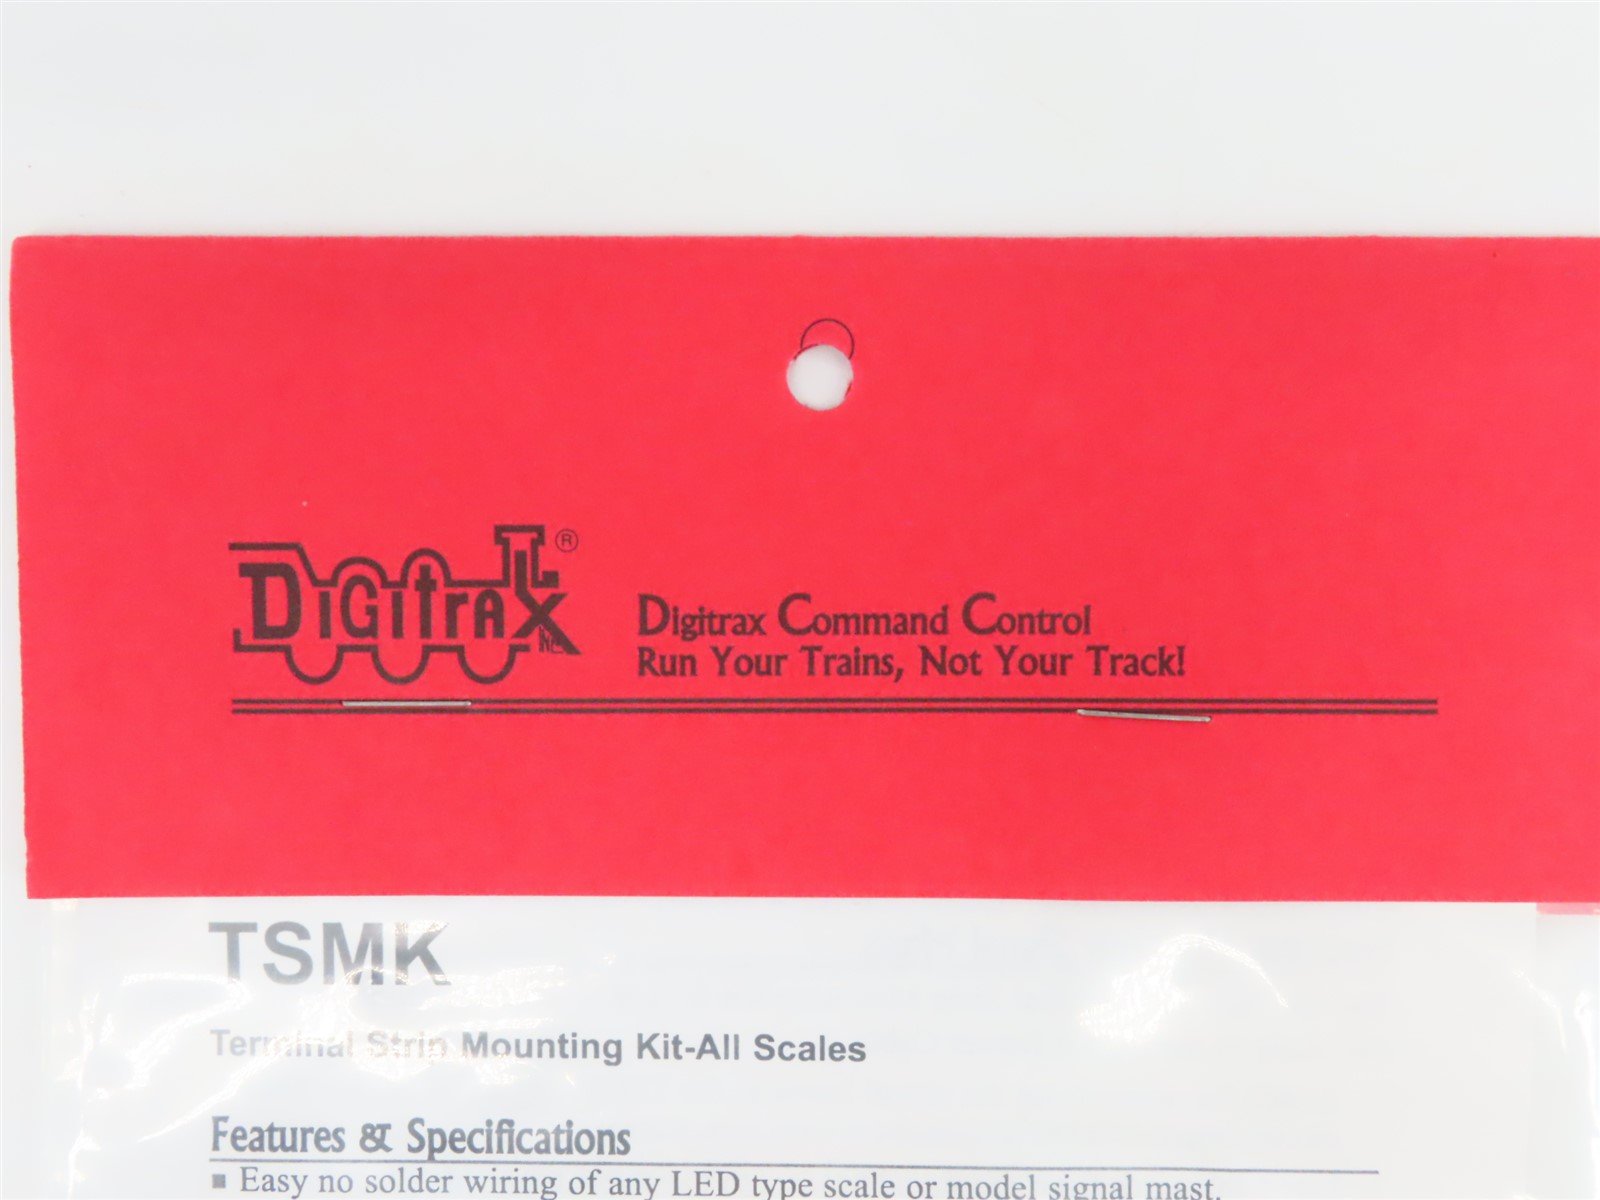 DIGITRAX INC. ®
Digitrax Command Control
Run Your Trains, Not Your Track!
TSMK
Terminal Strip Mounting Kit-All Scales
Features & Specifications
▪ Easy no solder wiring of any LED type scale or model signal mast.